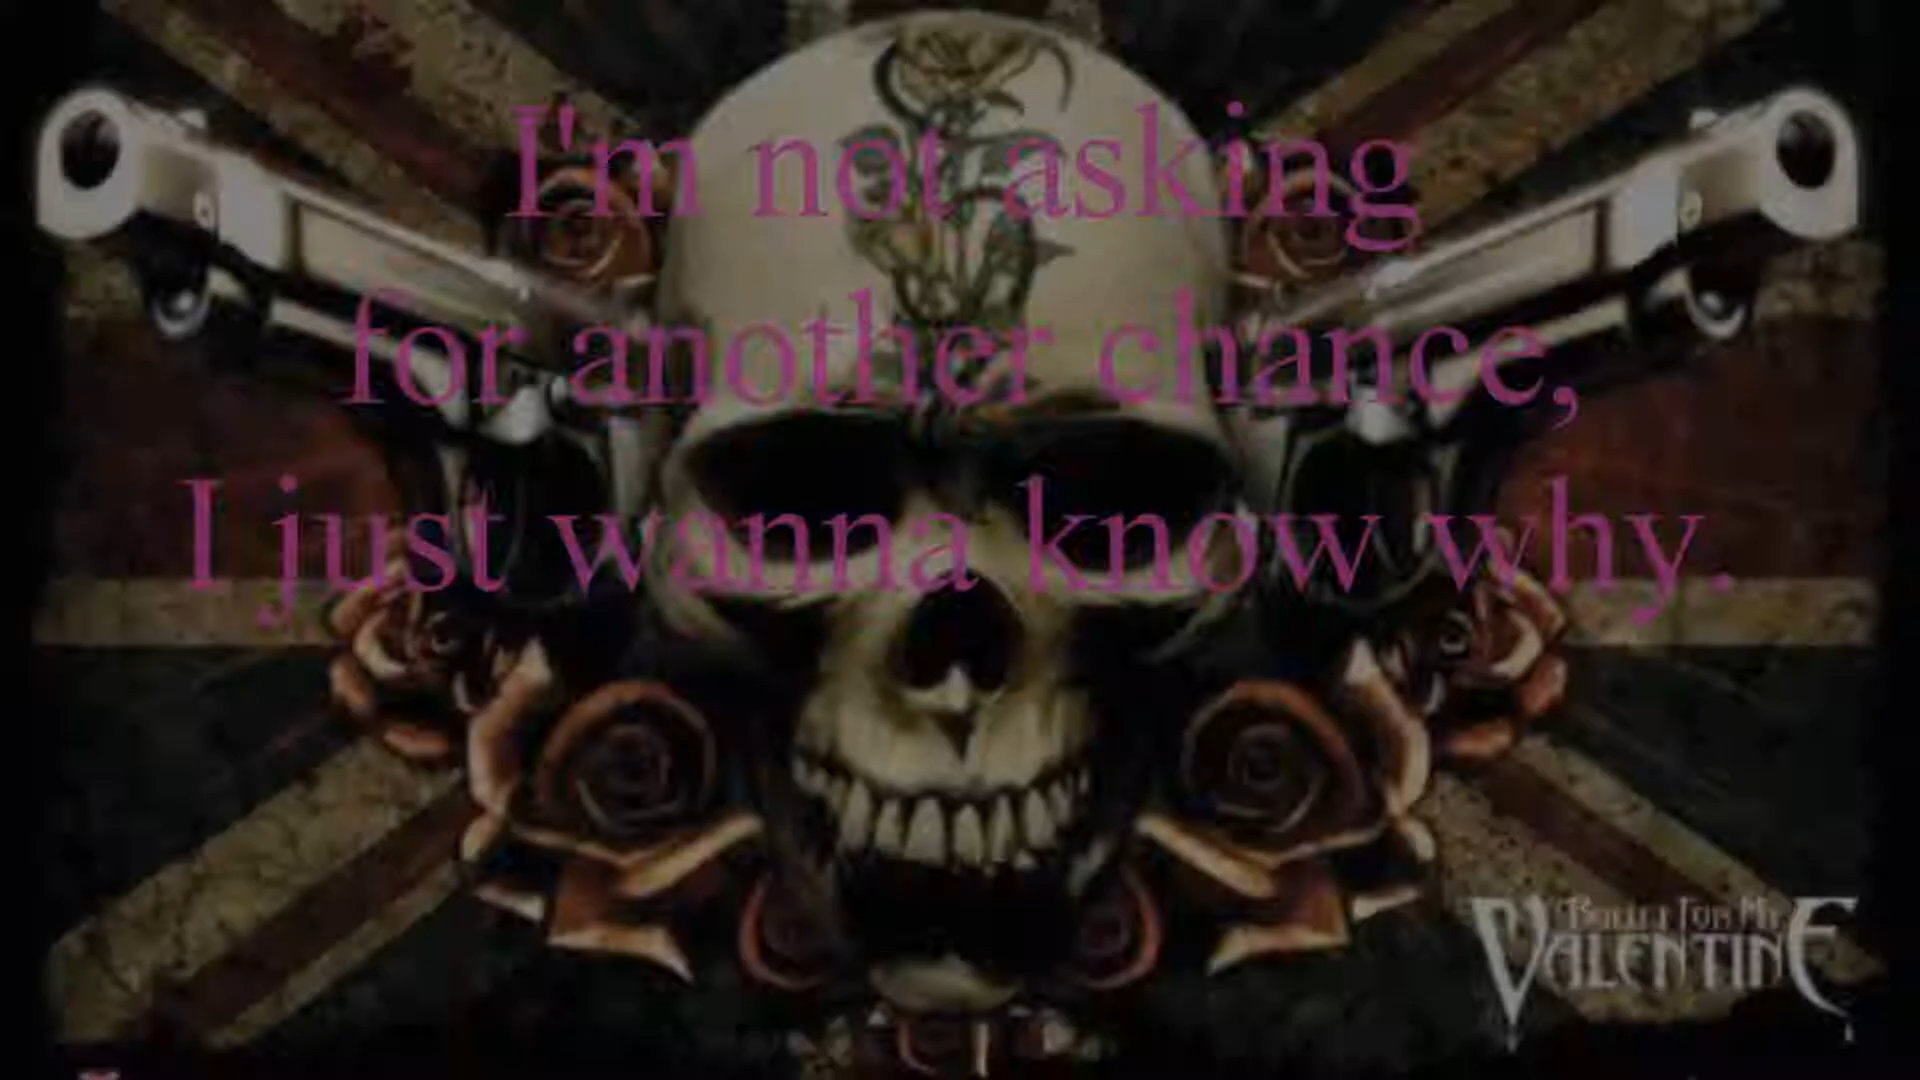 I'm not asking
for another chance,
I just wanna know why.
Bullet For My
Valentine